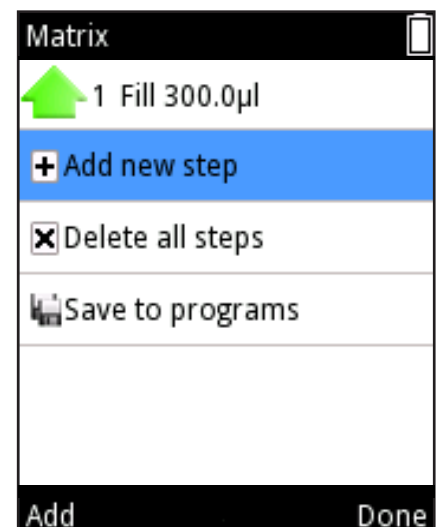 Matrix
1 Fill 300.0µl
Add new step
Delete all steps
Save to programs
Add Done